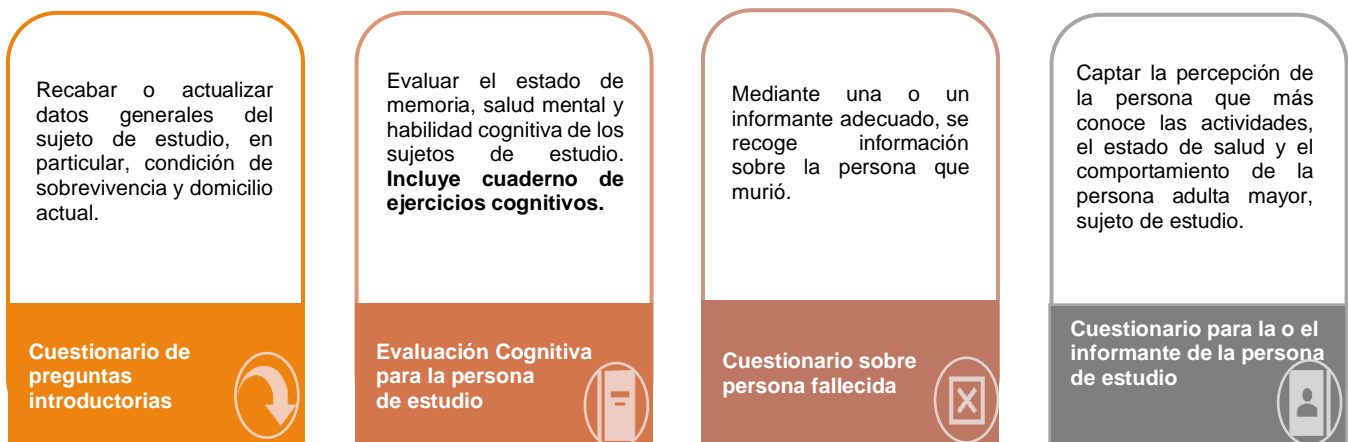 Recabar o actualizar
datos generales del
sujeto de estudio, en
particular, condición de
sobrevivencia y domicilio
actual.
Cuestionario de
preguntas
introductorias
Evaluar el estado de
memoria, salud mental y
habilidad cognitiva de los
sujetos de estudio.
Incluye cuaderno de
ejercicios cognitivos.
Evaluación Cognitiva
para la persona
de estudio
Mediante una o un
informante adecuado, se
recoge información
sobre la persona que
murió.
Cuestionario sobre
persona fallecida
Captar la percepción de
la persona que más
conoce las actividades,
el estado de salud y el
comportamiento de la
persona adulta mayor,
sujeto de estudio.
Cuestionario para la o el
informante de la persona
de estudio